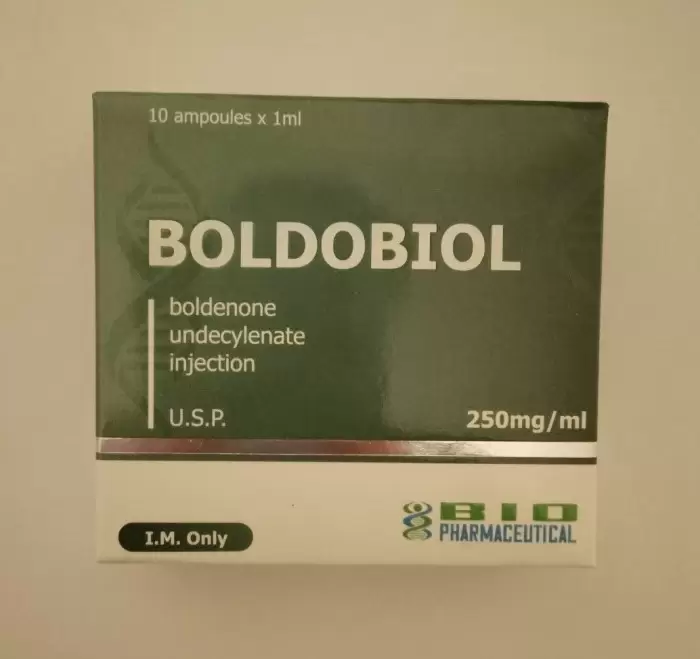 10 ampoules x 1ml
BOLDOBIOL
boldenone
undecylenate
injection
U.S.P.
250mg/ml
I.M. Only
BIO
PHARMACEUTICAL